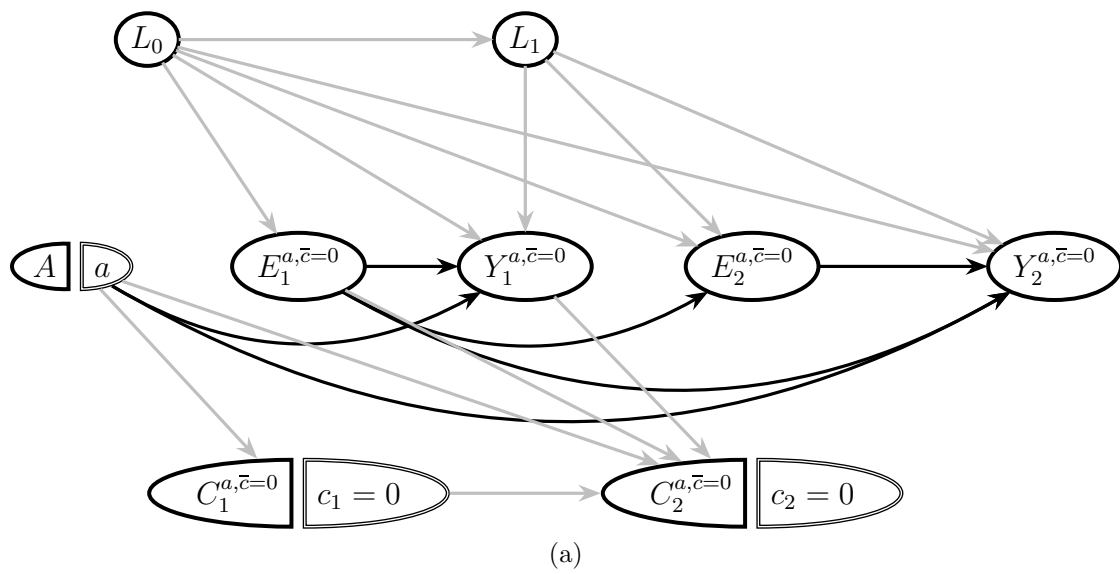 L₀ L₁
A a E₁^{a,c̅=0} Y₁^{a,c̅=0} E₂^{a,c̅=0} Y₂^{a,c̅=0}
C₁^{a,c̅=0} c₁ = 0 C₂^{a,c̅=0} c₂ = 0
(a)